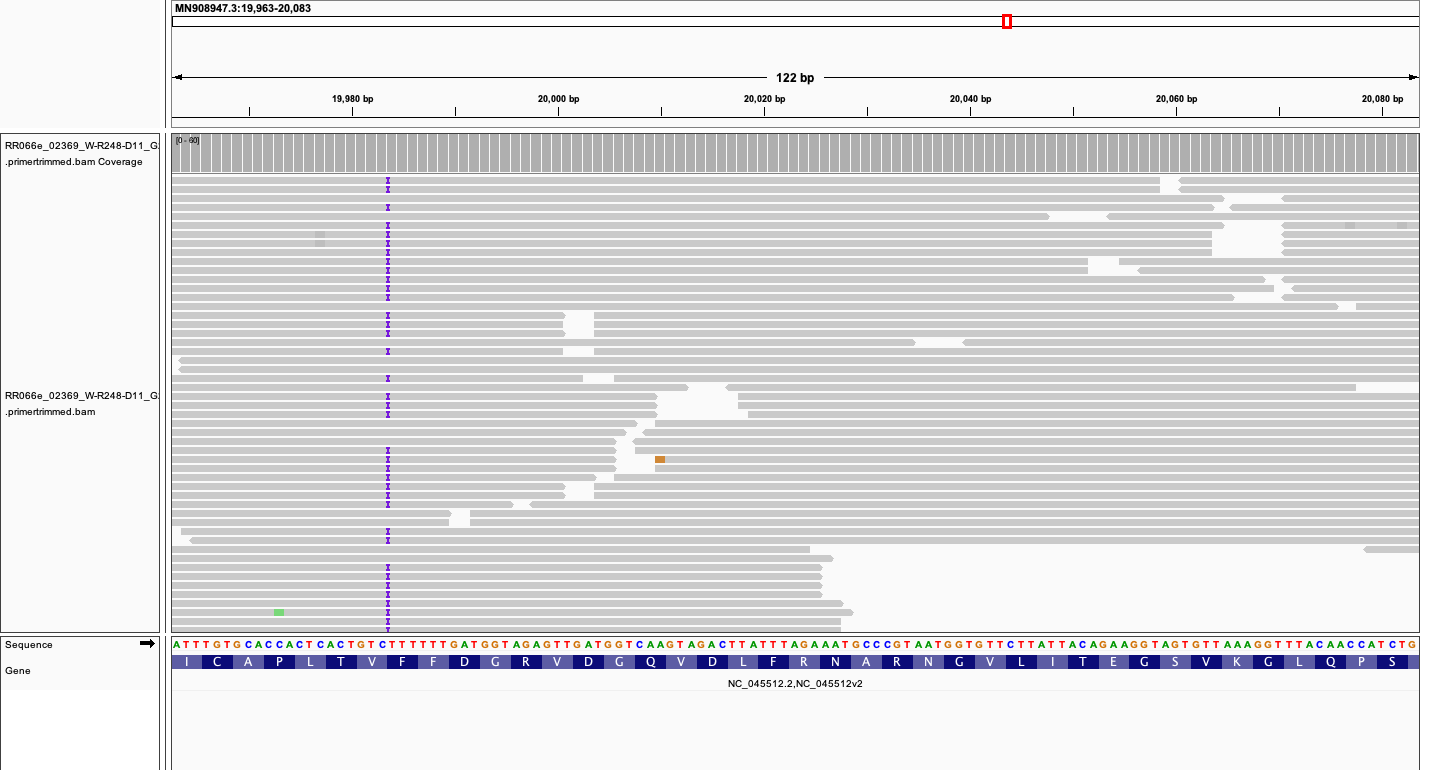 MN908947.3:19,963-20,083
122 bp
19,980 bp 20,000 bp 20,020 bp 20,040 bp 20,060 bp 20,080 bp
[0 - 60]
RR066e_02369_W-R248-D11_G
.primertrimmed.bam Coverage
RR066e_02369_W-R248-D11_G
.primertrimmed.bam
Sequence
ATTTGTGCACCACTCACTGTCTTTTTTGATGGTAGAGTTGATGGTCAAGTAGACTTATTTAGAAATGCCCGTAATGGTGTTCTTATTACAGAAGGTAGTGTTAAAGGTTTACAACCATCTG
Gene
I C A P L T V F F D G R V D G Q V D L F R N A R N G V L I T E G S V K G L Q P S
NC_045512.2,NC_045512v2